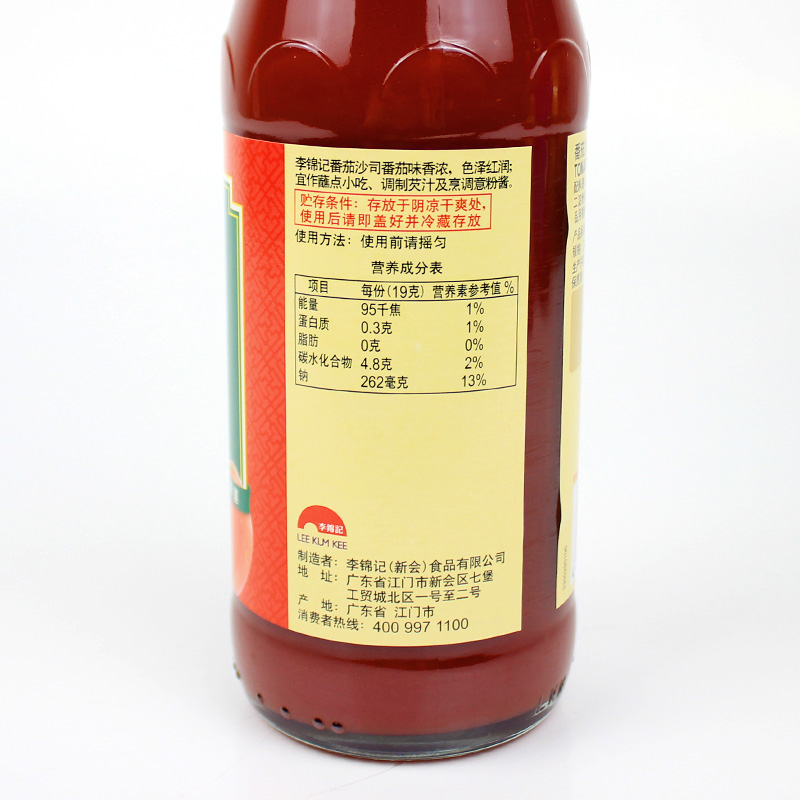 李锦记番茄沙司番茄味香浓，色泽红润;
宜作蘸点小吃、调制芡汁及烹调意粉酱。
贮存条件：存放于阴凉干爽处,
使用后请即盖好并冷藏存放
使用方法：使用前请摇匀
营养成分表
项目 每份(19克) 营养素参考值 %
能量 95千焦 1%
蛋白质 0.3克 1%
脂肪 0克 0%
碳水化合物 4.8克 2%
钠 262毫克 13%
李錦記
LEE KUM KEE
制造者：李锦记(新会)食品有限公司
地 址：广东省江门市新会区七堡
工贸城北区一号至二号
产 地：广东省 江门市
消费者热线：400 997 1100